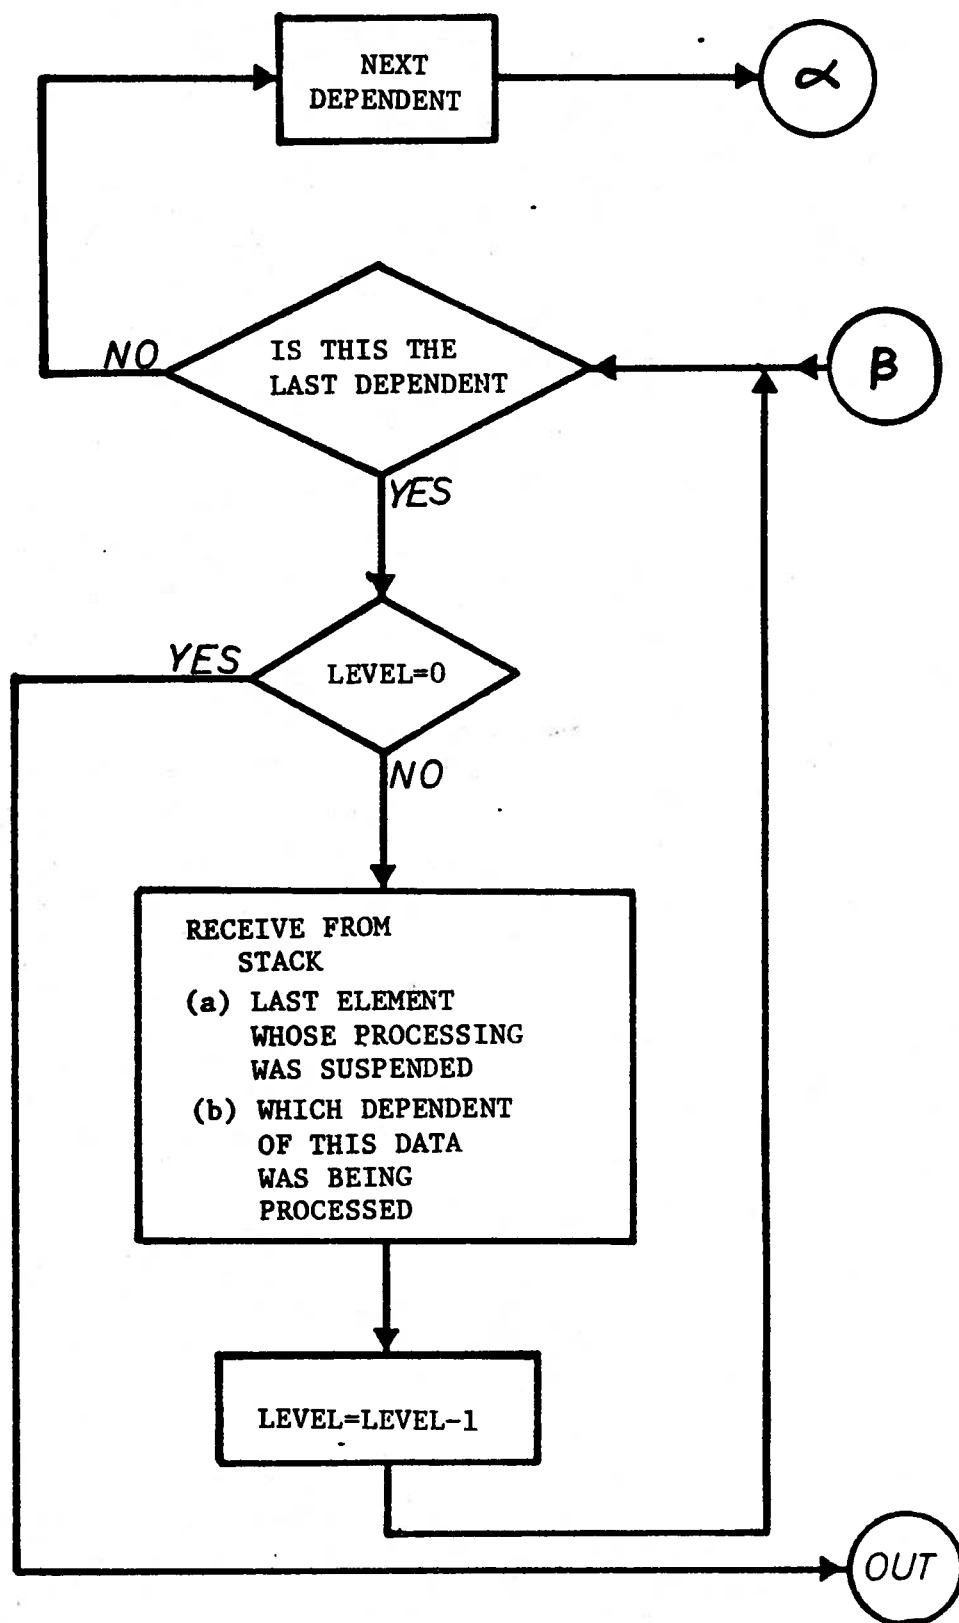 NEXT
DEPENDENT
α
IS THIS THE
LAST DEPENDENT
NO
β
YES
LEVEL=0
YES
NO
RECEIVE FROM
STACK
(a) LAST ELEMENT
WHOSE PROCESSING
WAS SUSPENDED
(b) WHICH DEPENDENT
OF THIS DATA
WAS BEING
PROCESSED
LEVEL=LEVEL-1
OUT